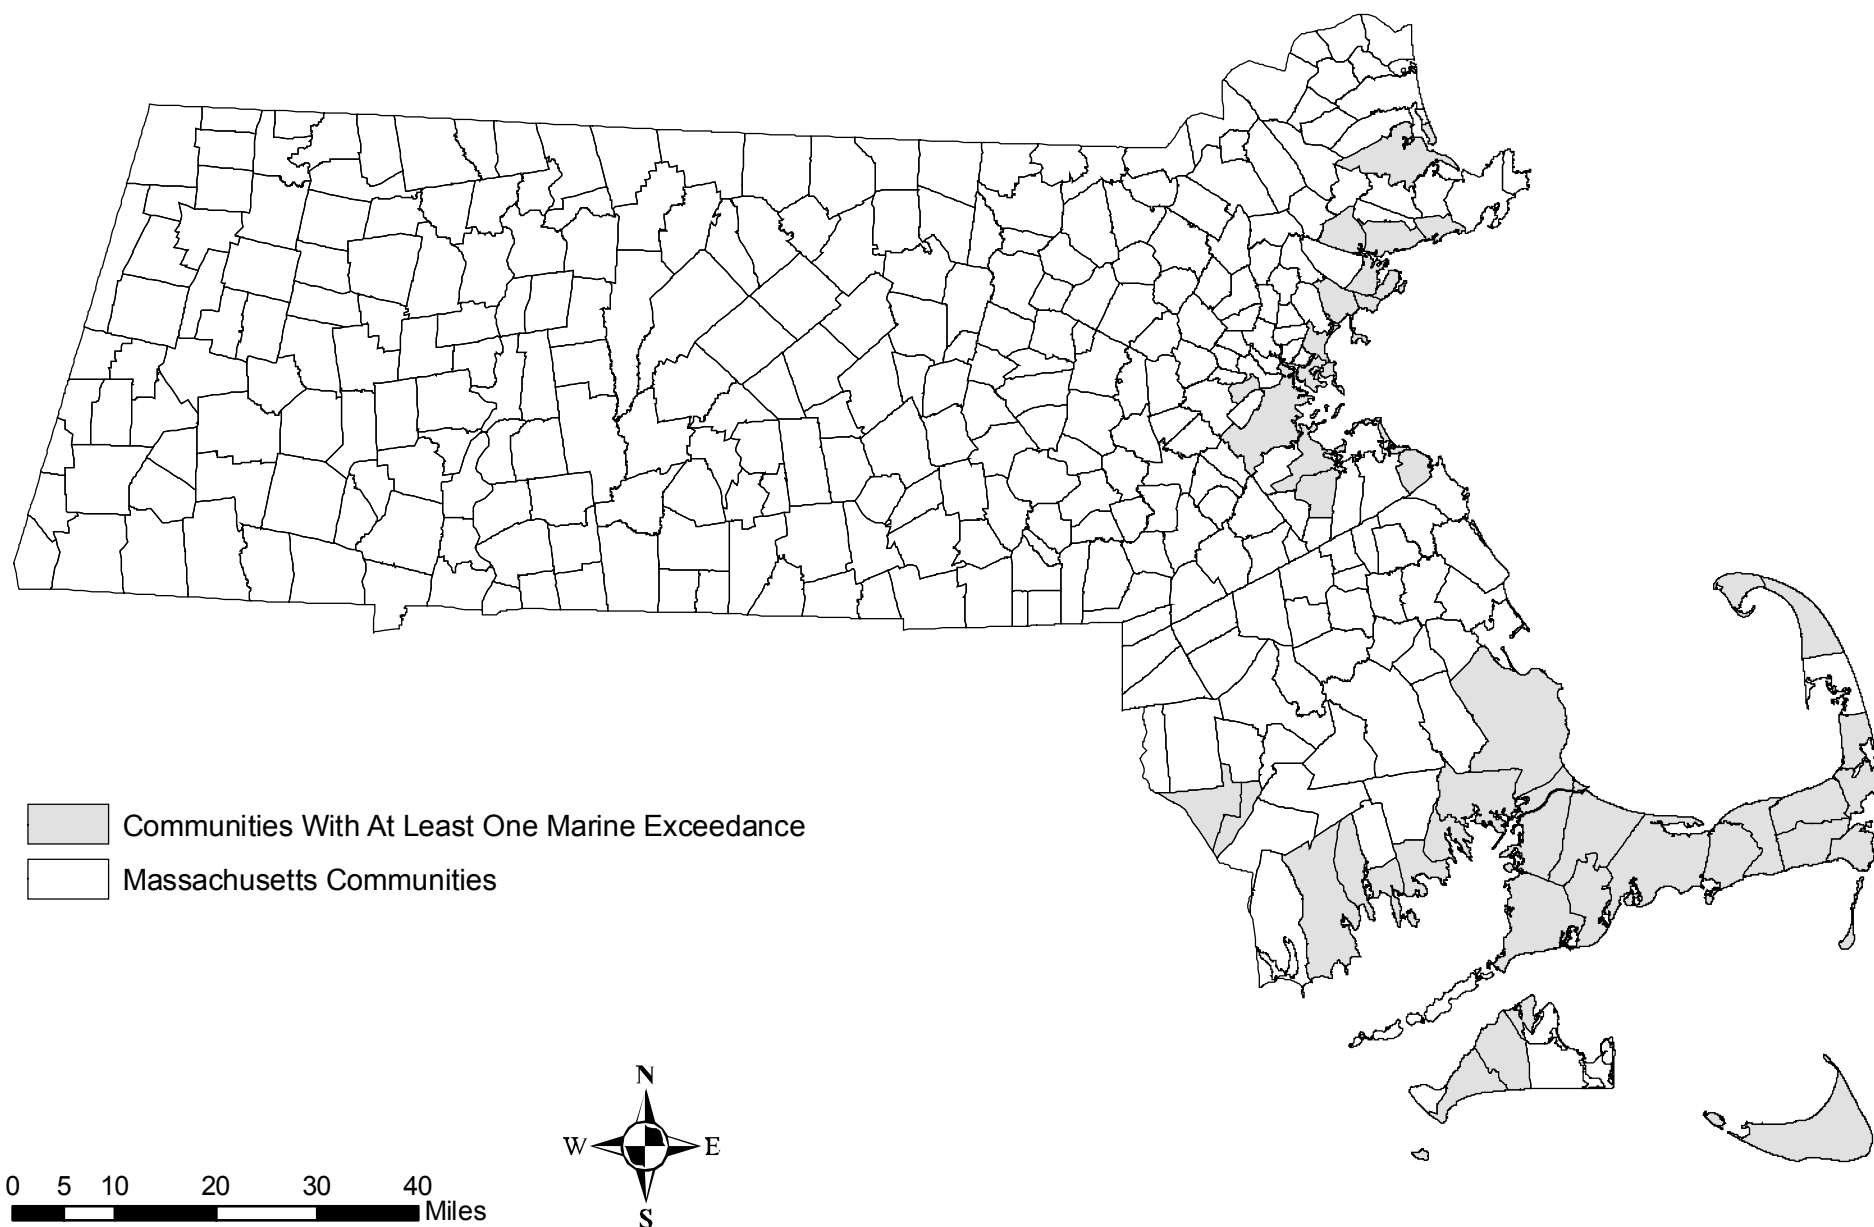 Communities With At Least One Marine Exceedance
Massachusetts Communities
N
W E
S
0 5 10 20 30 40
Miles